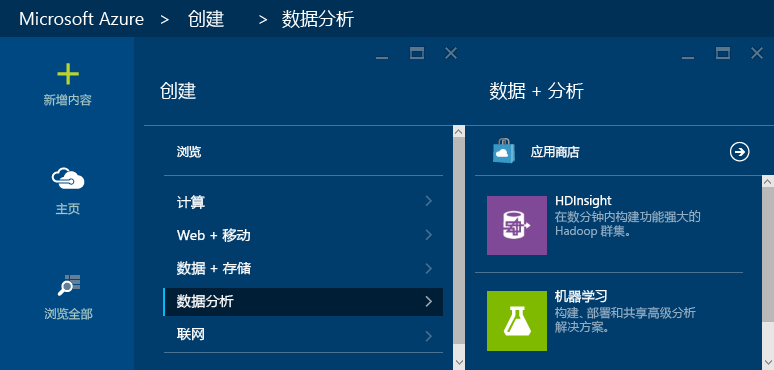 Microsoft Azure > 创建 > 数据分析
新增内容
主页
浏览全部
创建
浏览
计算
Web + 移动
数据 + 存储
数据分析
联网
数据 + 分析
应用商店
HDInsight
在数分钟内构建功能强大的
Hadoop 群集。
机器学习
构建、部署和共享高级分析
解决方案。